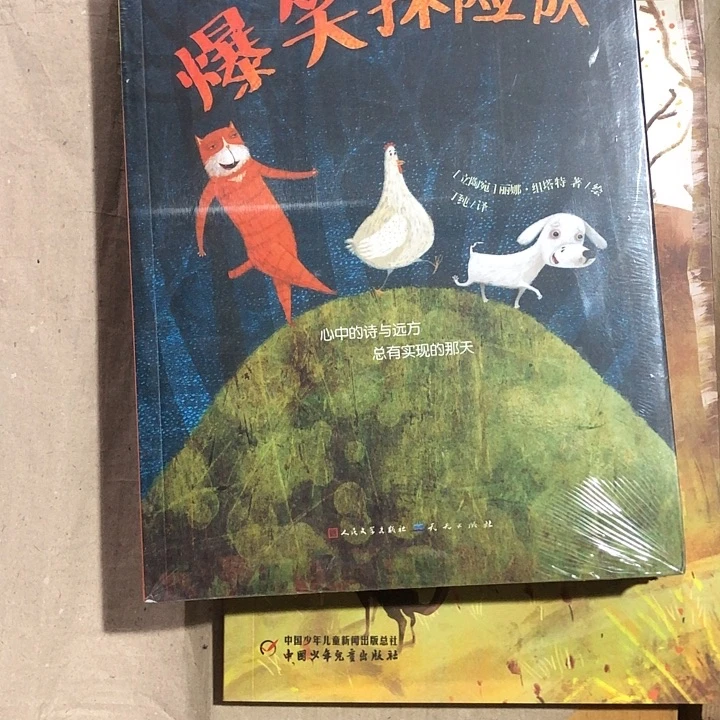 爆笑探险队
[立陶宛]丽娜·坦塔特 著/绘
/译
心中的诗与远方
总有实现的那天
人民文学出版社 天天出版社
中国少年儿童新闻出版总社
中国少年儿童出版社